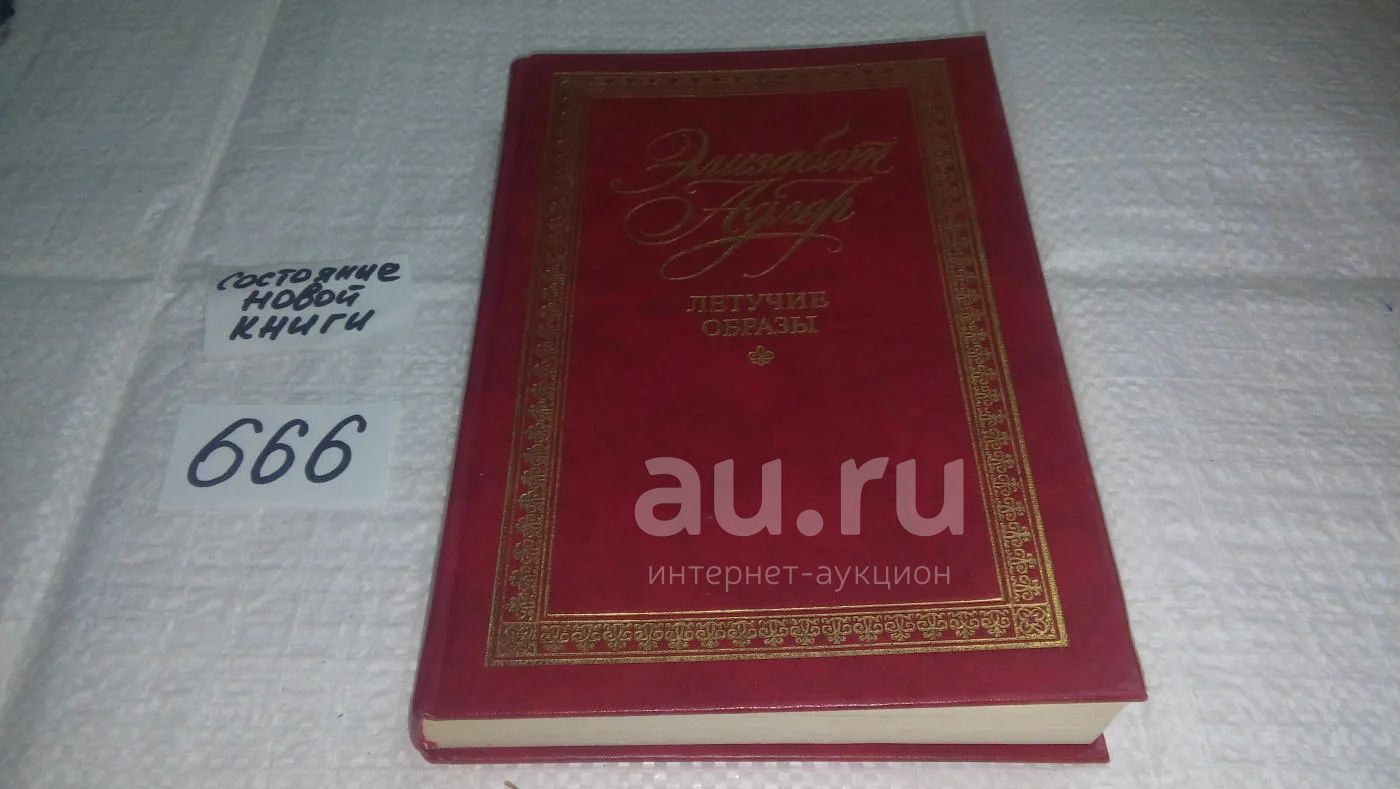 Элизабет
Адлер
ЛЕТУЧИЕ
ОБРАЗЫ
состояние
новой
книги
666
au.ru
интернет-аукцион